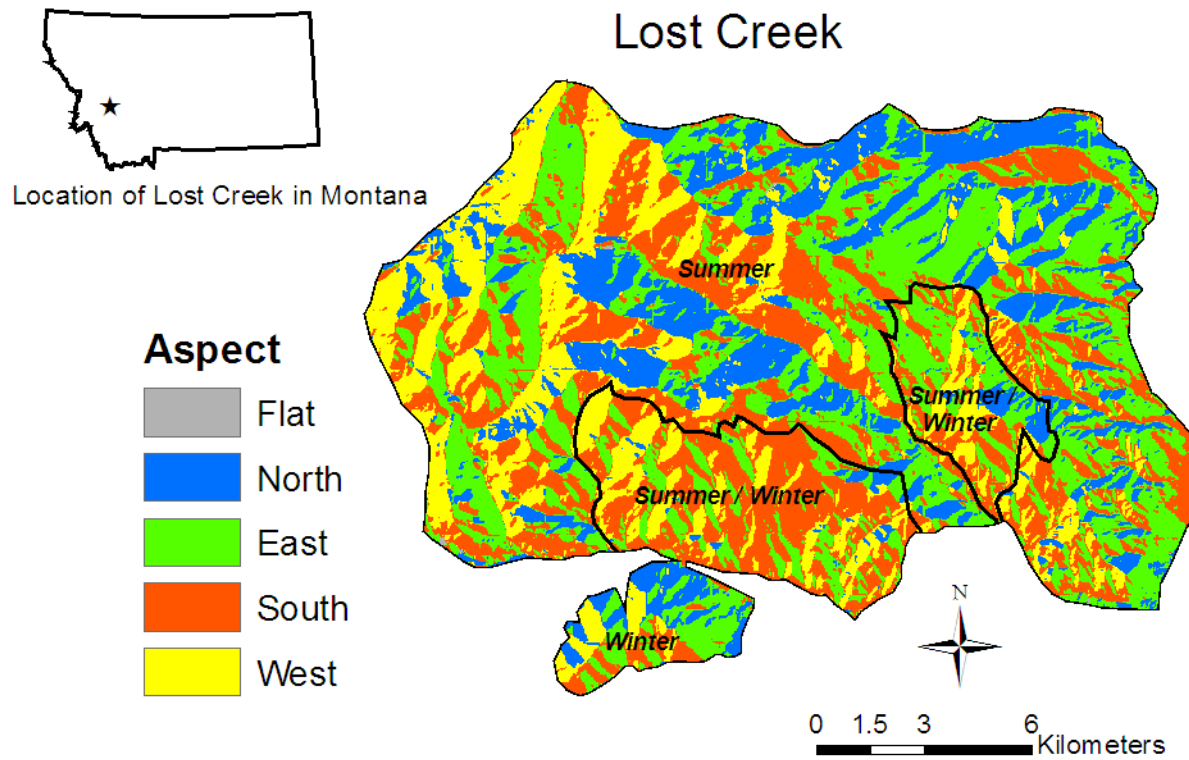 Lost Creek
Location of Lost Creek in Montana
Summer
Aspect
Flat
North
East
South
West
Summer /
Winter
Summer / Winter
Winter
N
0 1.5 3 6
Kilometers